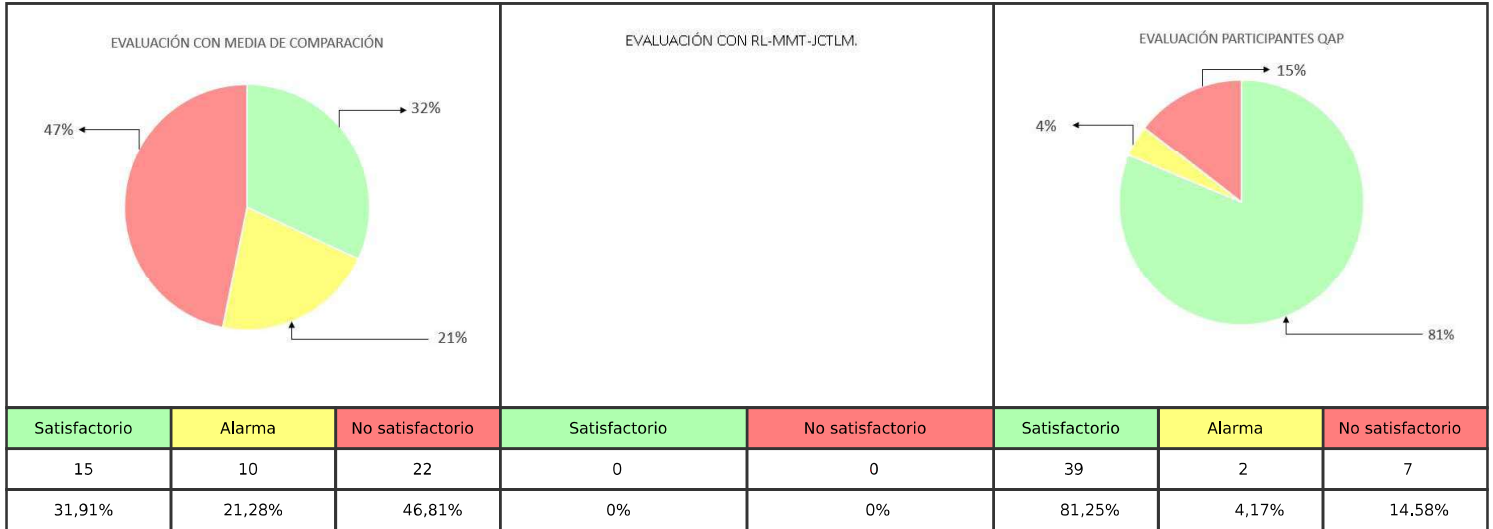 EVALUACIÓN CON MEDIA DE COMPARACIÓN
32%
47%
21%
EVALUACIÓN CON RL-MMT-JCTLM.
EVALUACIÓN PARTICIPANTES QAP
15%
4%
81%
Satisfactorio Alarma No satisfactorio Satisfactorio No satisfactorio Satisfactorio Alarma No satisfactorio
15 10 22 0 0 39 2 7
31,91% 21,28% 46,81% 0% 0% 81,25% 4,17% 14.58%